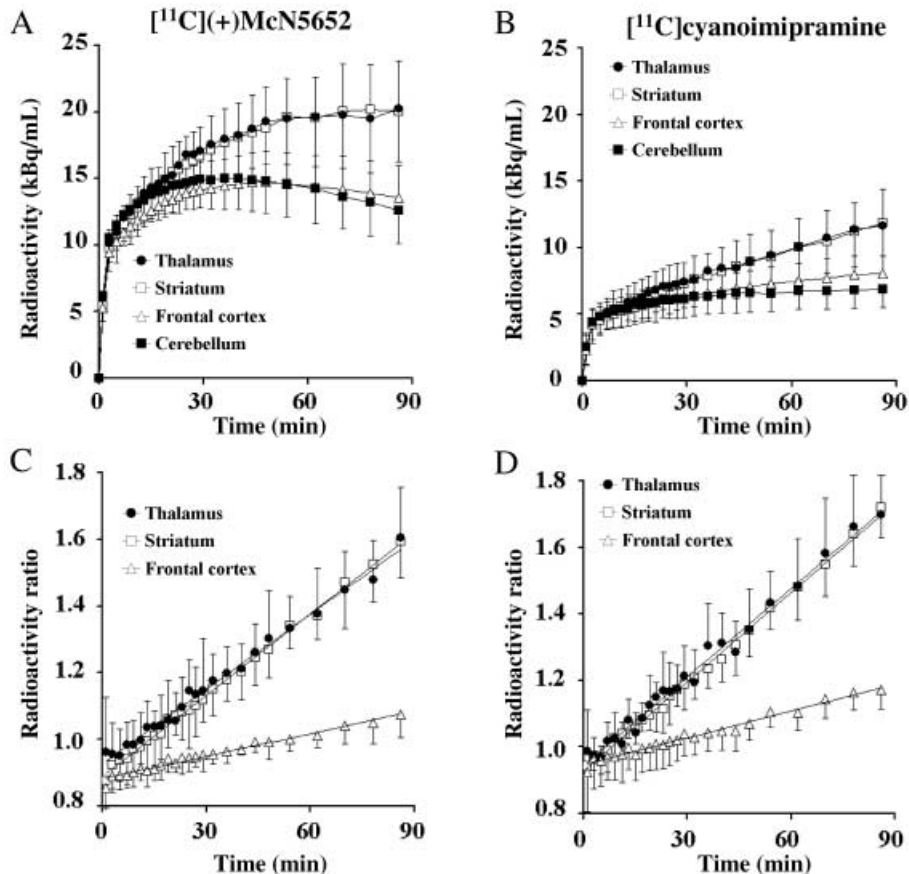 A
[¹¹C](+)McN5652
Radioactivity (kBq/mL)
25
20
15
10
5
0
Thalamus
Striatum
Frontal cortex
Cerebellum
0 30 60 90
Time (min)
B
[¹¹C]cyanoimipramine
Radioactivity (kBq/mL)
25
20
15
10
5
0
Thalamus
Striatum
Frontal cortex
Cerebellum
0 30 60 90
Time (min)
C
Radioactivity ratio
1.8
1.6
1.4
1.2
1.0
0.8
Thalamus
Striatum
Frontal cortex
0 30 60 90
Time (min)
D
Radioactivity ratio
1.8
1.6
1.4
1.2
1.0
0.8
Thalamus
Striatum
Frontal cortex
0 30 60 90
Time (min)